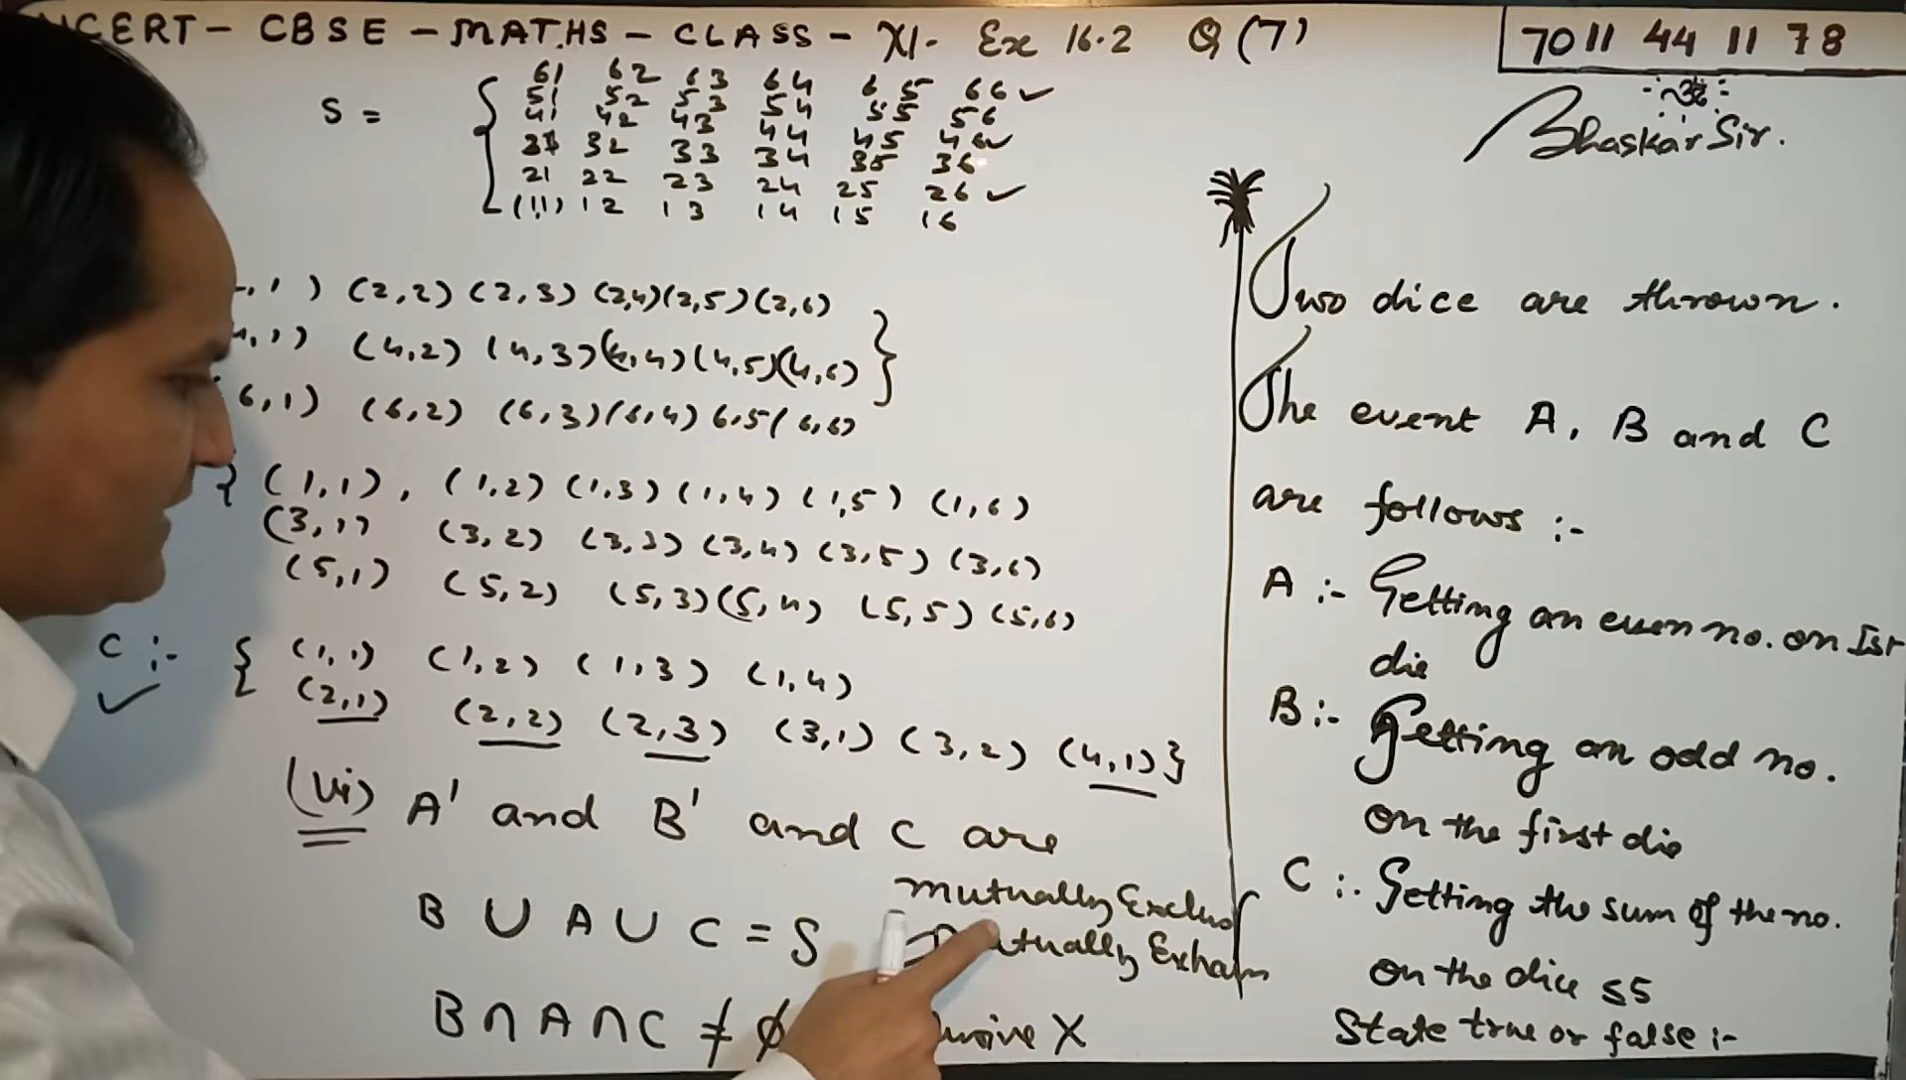 NCERT - CBSE - MATHS - CLASS - XI - Ex 16.2 Q (7)
7011 44 11 78
ॐ
Bhaskar Sir.
S = {
61 62 63 64 65 66 ✓
51 52 53 54 55 56
41 42 43 44 45 46 ✓
31 32 33 34 35 36
21 22 23 24 25 26 ✓
(11) 12 13 14 15 16
,1) (2,2) (2,3) (2,4) (2,5) (2,6)
4,1) (4,2) (4,3) (4,4) (4,5) (4,6) }
6,1) (6,2) (6,3) (6,4) 6,5 (6,6)
{ (1,1), (1,2) (1,3) (1,4) (1,5) (1,6)
(3,1) (3,2) (3,3) (3,4) (3,5) (3,6)
(5,1) (5,2) (5,3) (5,4) (5,5) (5,6)
C :- { (1,1) (1,2) (1,3) (1,4)
✓ (2,1) (2,2) (2,3) (3,1) (3,2) (4,1) }
(vi) A' and B' and C are
mutually Exclus
B ∪ A ∪ C = S mutually Exhaus
B ∩ A ∩ C ≠ φ usive X
Two dice are thrown.
The event A, B and C
are follows :-
A :- Getting an even no. on Ist
die
B :- Getting an odd no.
on the first die
C :- Getting the sum of the no.
on the dice ≤5
State true or false :-